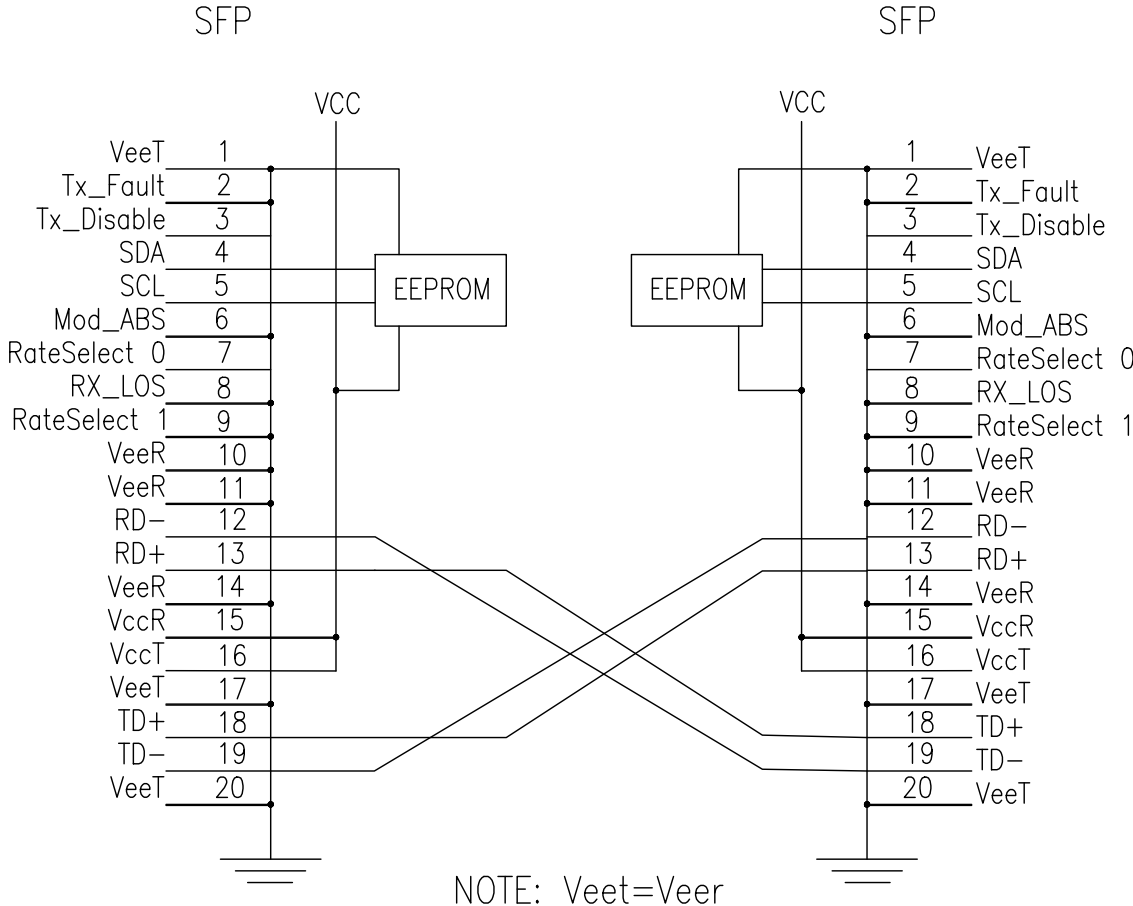 SFP SFP
VCC VCC
VeeT 1 1 VeeT
Tx_Fault 2 2 Tx_Fault
Tx_Disable 3 3 Tx_Disable
SDA 4 4 SDA
SCL 5 EEPROM EEPROM 5 SCL
Mod_ABS 6 6 Mod_ABS
RateSelect 0 7 7 RateSelect 0
RX_LOS 8 8 RX_LOS
RateSelect 1 9 9 RateSelect 1
VeeR 10 10 VeeR
VeeR 11 11 VeeR
RD- 12 12 RD-
RD+ 13 13 RD+
VeeR 14 14 VeeR
VccR 15 15 VccR
VccT 16 16 VccT
VeeT 17 17 VeeT
TD+ 18 18 TD+
TD- 19 19 TD-
VeeT 20 20 VeeT
NOTE: Veet=Veer